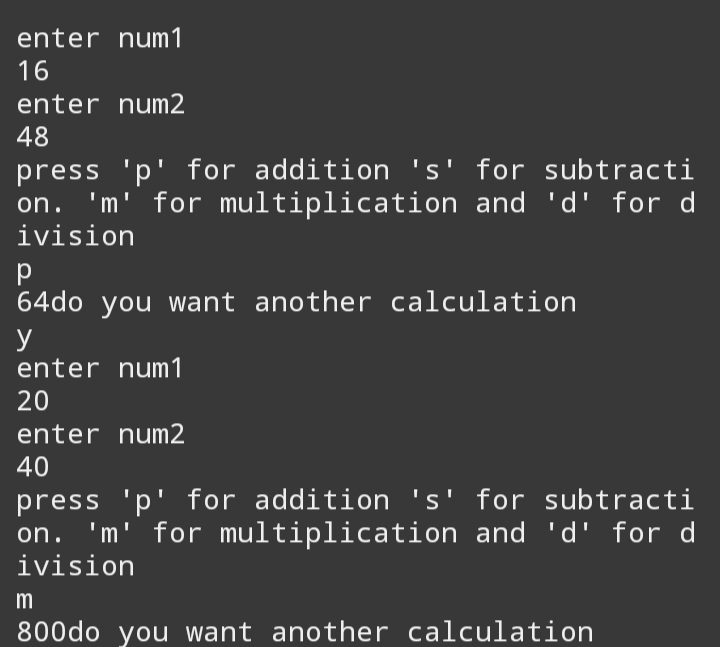 enter num1
16
enter num2
48
press 'p' for addition 's' for subtracti
on. 'm' for multiplication and 'd' for d
ivision
p
64do you want another calculation
y
enter num1
20
enter num2
40
press 'p' for addition 's' for subtracti
on. 'm' for multiplication and 'd' for d
ivision
m
800do you want another calculation